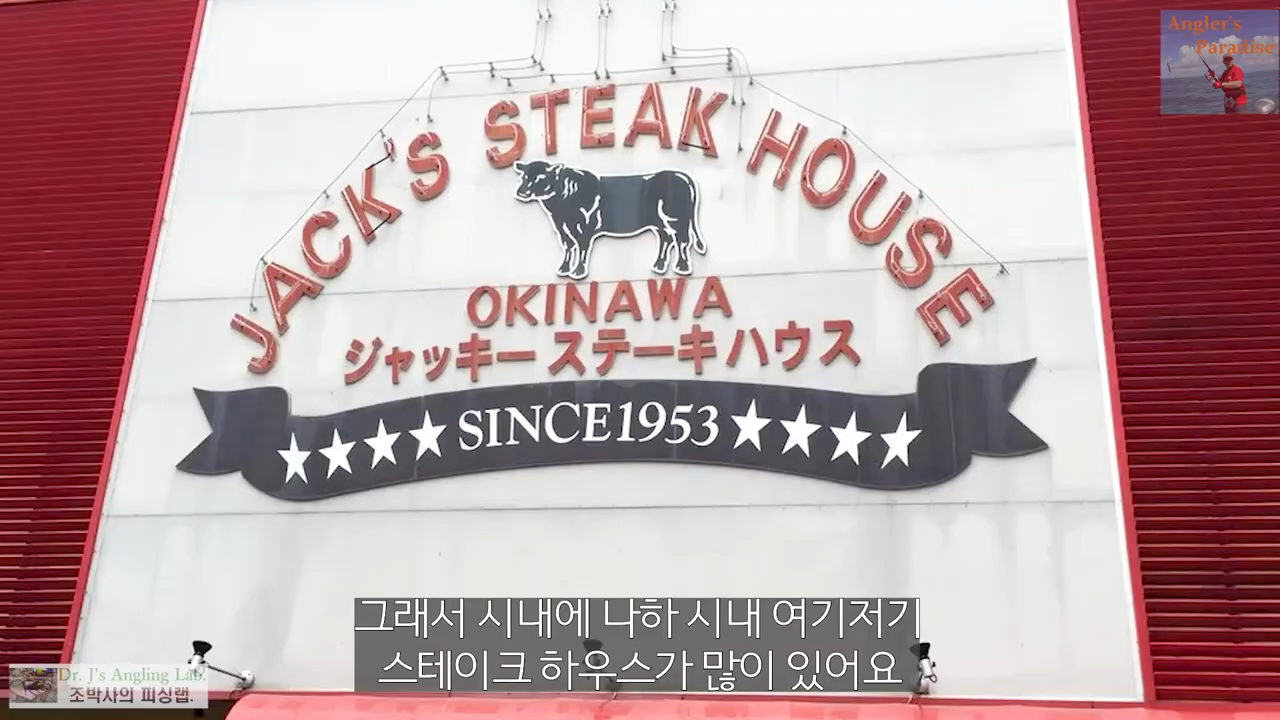 Angler's
Paradise
JACK'S STEAK HOUSE
OKINAWA
ジャッキーステーキハウス
★★★★SINCE1953★★★★
그래서 시내에 나하 시내 여기저기
스테이크 하우스가 많이 있어요
Dr. J's Angling Lab.
조박사의 피싱랩.